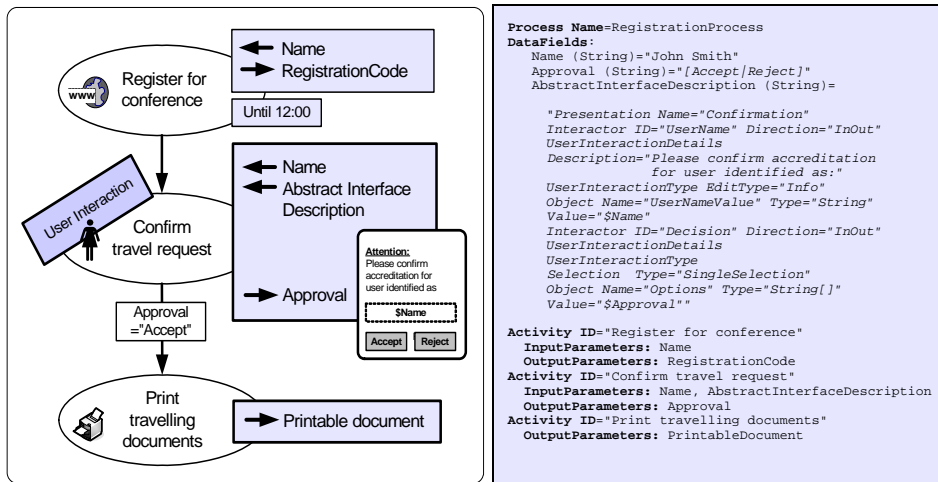 Name
RegistrationCode
Register for
conference
www
Until 12:00
User Interaction
Name
Abstract Interface
Description
Confirm
travel request
Approval
Attention:
Please confirm
accreditation for
user identified as
$Name
Accept Reject
Approval
="Accept"
Print
travelling
documents
Printable document
Process Name=RegistrationProcess
DataFields:
Name (String)="John Smith"
Approval (String)="[Accept|Reject]"
AbstractInterfaceDescription (String)=
"Presentation Name="Confirmation"
Interactor ID="UserName" Direction="InOut"
UserInteractionDetails
Description="Please confirm accreditation
for user identified as:"
UserInteractionType EditType="Info"
Object Name="UserNameValue" Type="String"
Value="$Name"
Interactor ID="Decision" Direction="InOut"
UserInteractionDetails
UserInteractionType
Selection Type="SingleSelection"
Object Name="Options" Type="String[]"
Value="$Approval""
Activity ID="Register for conference"
InputParameters: Name
OutputParameters: RegistrationCode
Activity ID="Confirm travel request"
InputParameters: Name, AbstractInterfaceDescription
OutputParameters: Approval
Activity ID="Print travelling documents"
OutputParameters: PrintableDocument